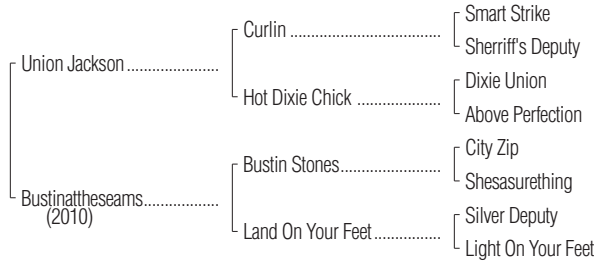 Smart Strike
Curlin ........................................
Sherriff's Deputy
Union Jackson .....................
Dixie Union
Hot Dixie Chick ......................
Above Perfection
City Zip
Bustin Stones..........................
Shesasurething
Bustinattheseams.................
(2010)
Silver Deputy
Land On Your Feet.................
Light On Your Feet